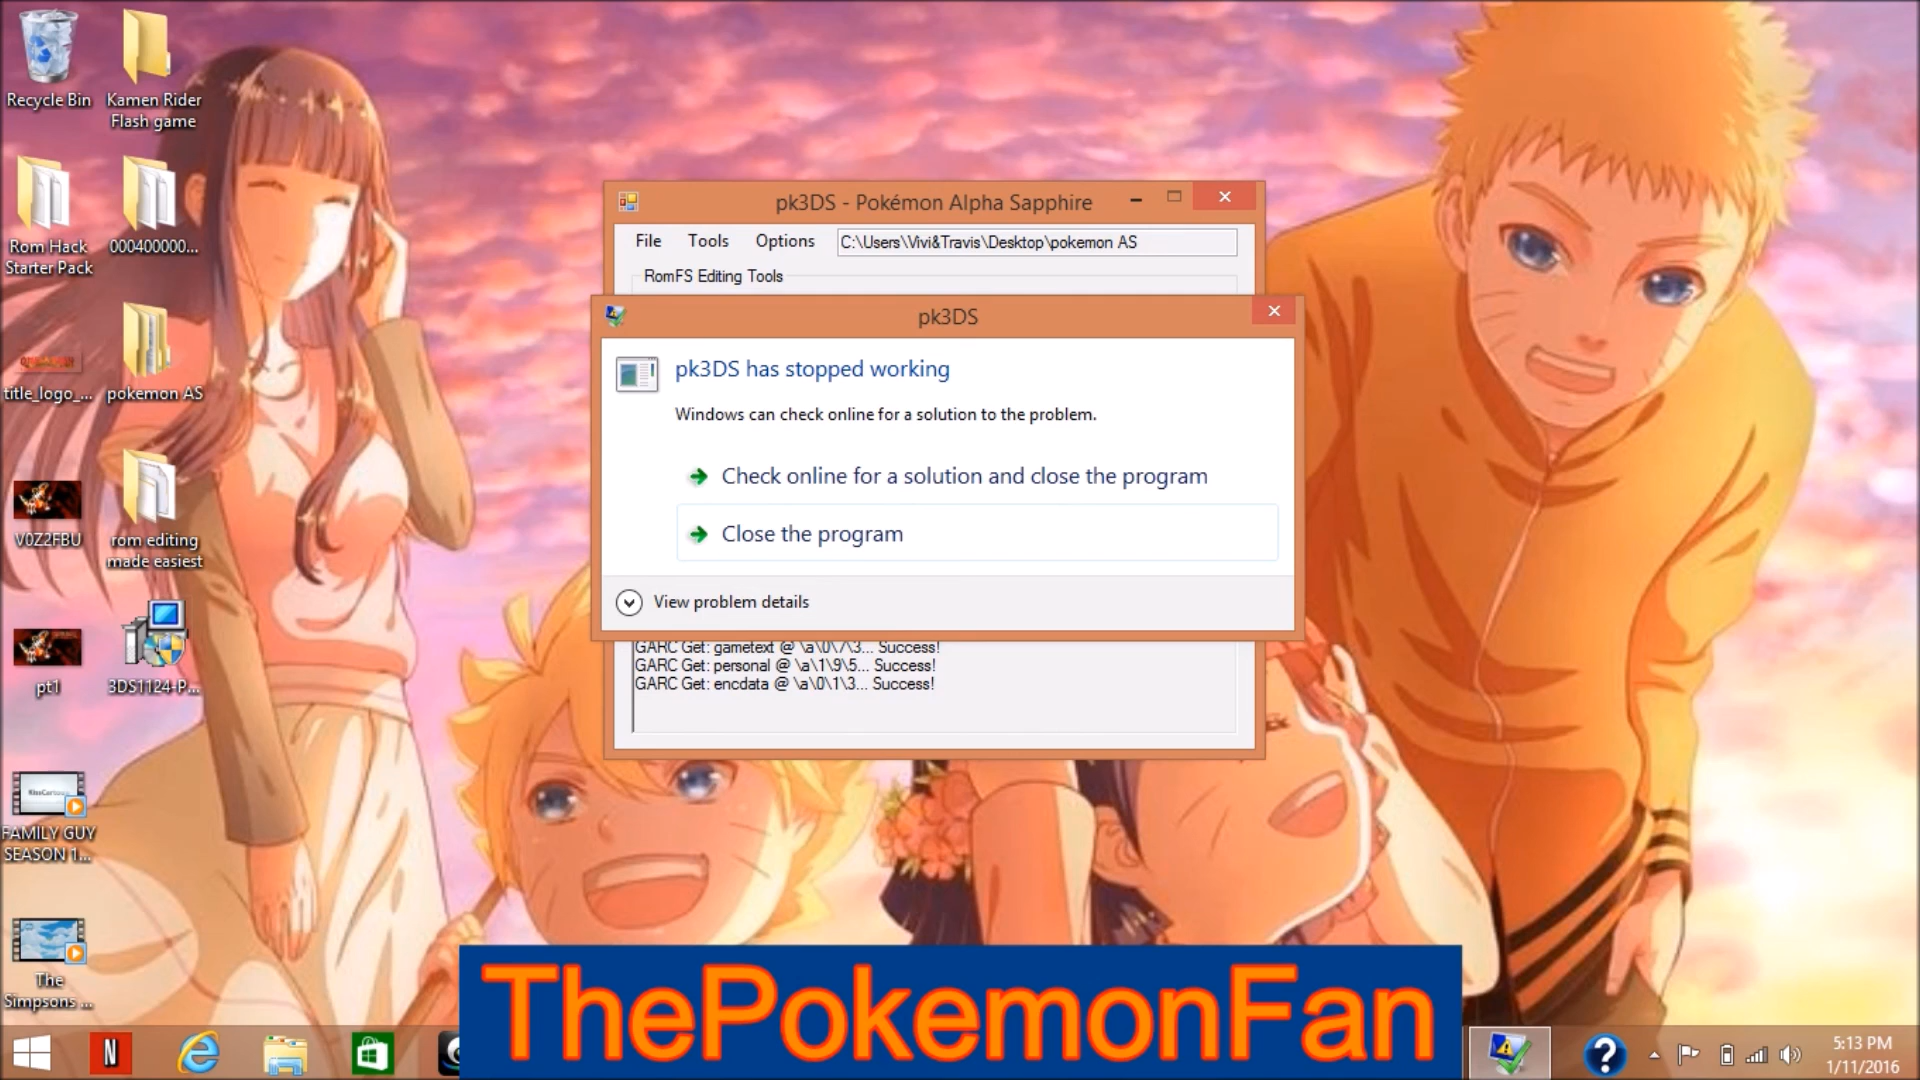 Recycle Bin
Kamen Rider
Flash game
Rom Hack
Starter Pack
000400000...
title_logo_...
pokemon AS
V0Z2FBU
rom editing
made easiest
pt1
3DS1124-P...
FAMILY GUY
SEASON 1...
The
Simpsons ...
pk3DS - Pokémon Alpha Sapphire
File Tools Options C:\Users\Vivi&Travis\Desktop\pokemon AS
RomFS Editing Tools
pk3DS
pk3DS has stopped working
Windows can check online for a solution to the problem.
Check online for a solution and close the program
Close the program
View problem details
GARC Get: gametext @ \a\0\7\3... Success!
GARC Get: personal @ \a\1\9\5... Success!
GARC Get: encdata @ \a\0\1\3... Success!
ThePokemonFan
5:13 PM
1/11/2016